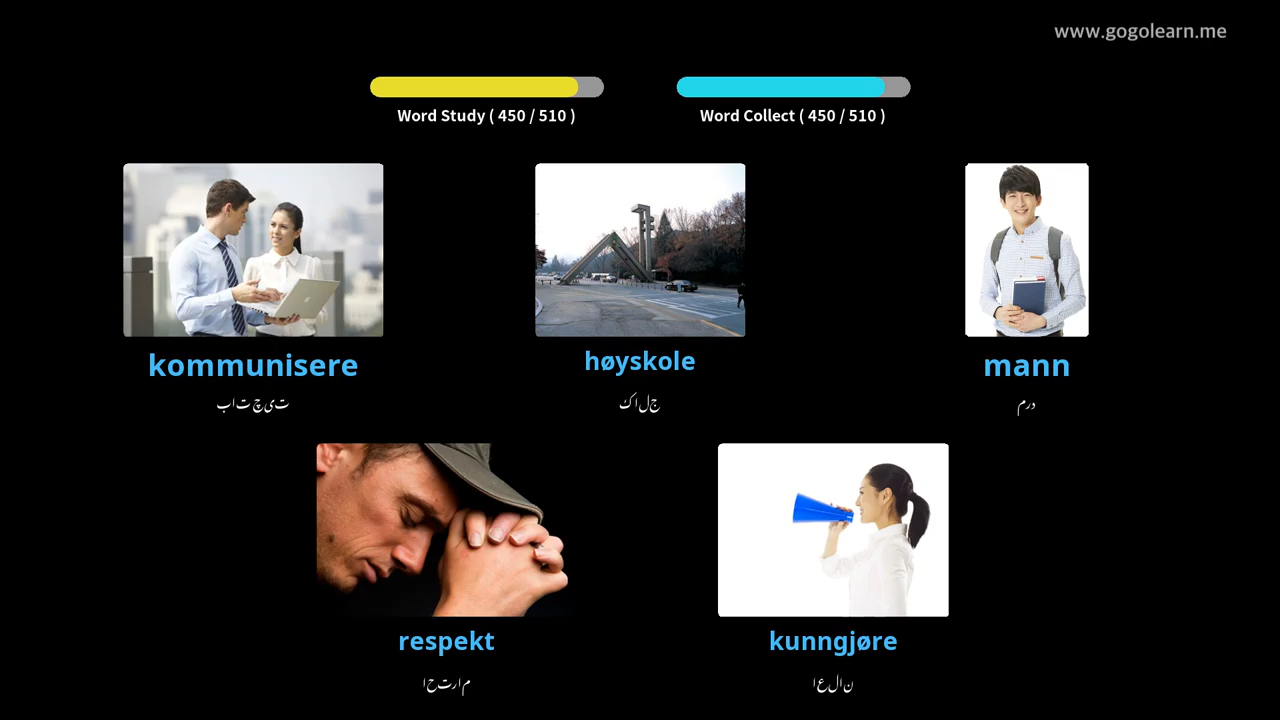 www.gogolearn.me
Word Study ( 450 / 510 )
Word Collect ( 450 / 510 )
kommunisere
بات چیت
høyskole
کالج
mann
مرد
respekt
احترام
kunngjøre
اعلان